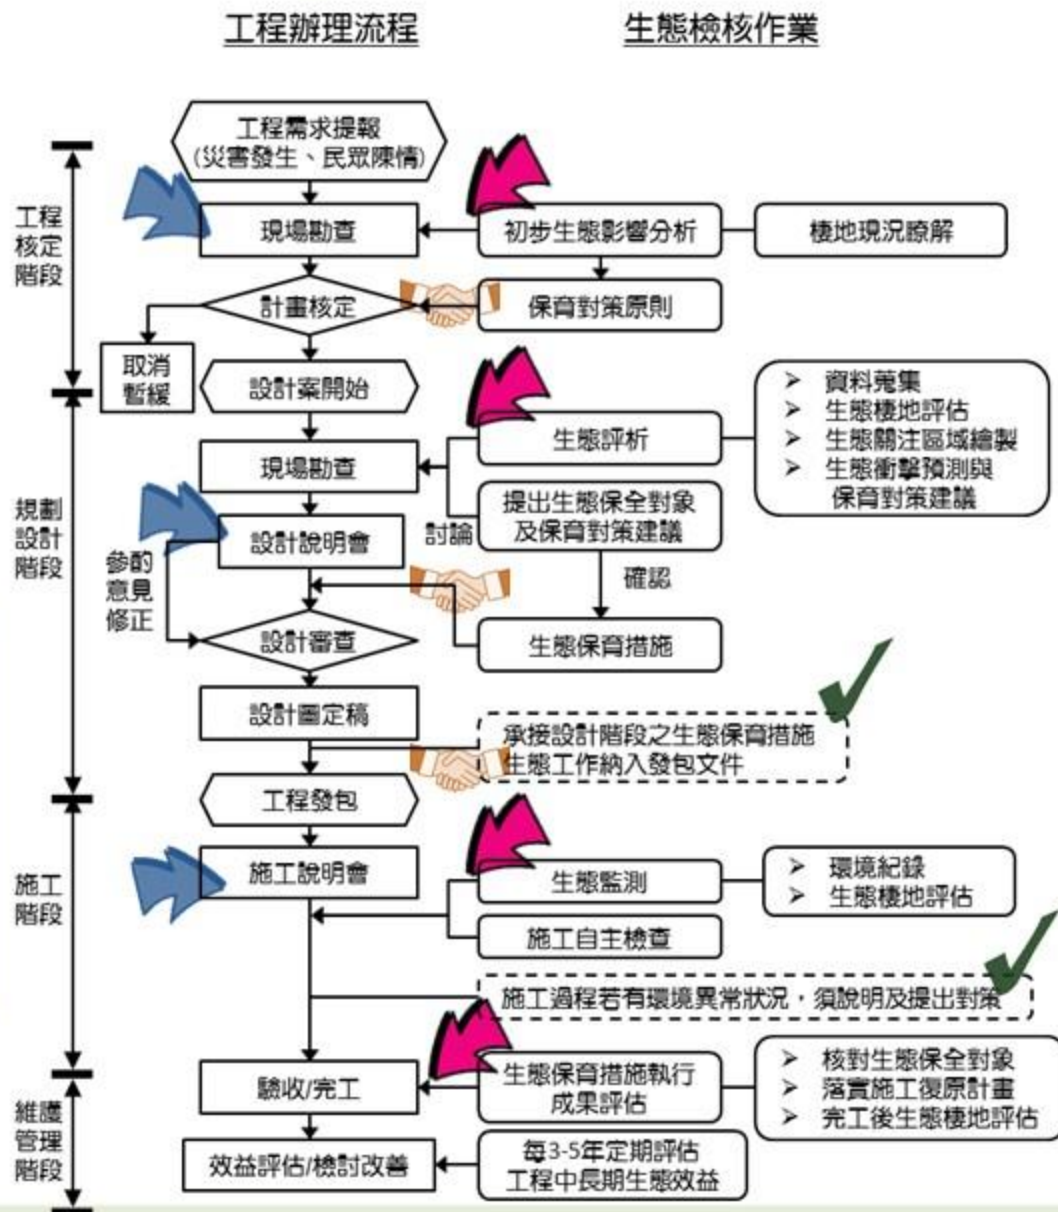 工程辦理流程
生態檢核作業
工程需求提報
(災害發生、民眾陳情)
工程
核定
階段
現場勘查
初步生態影響分析
棲地現況瞭解
計畫核定
保育對策原則
取消
暫緩
設計案開始
規劃
設計
階段
現場勘查
生態評析
➢ 資料蒐集
➢ 生態棲地評估
➢ 生態關注區域繪製
➢ 生態衝擊預測與
保育對策建議
提出生態保全對象
及保育對策建議
討論
設計說明會
參酌
意見
修正
確認
設計審查
生態保育措施
設計圖定稿
承接設計階段之生態保育措施
生態工作納入發包文件
工程發包
施工
階段
施工說明會
生態監測
➢ 環境紀錄
➢ 生態棲地評估
施工自主檢查
施工過程若有環境異常狀況，須說明及提出對策
維護
管理
階段
驗收/完工
生態保育措施執行
成果評估
➢ 核對生態保全對象
➢ 落實施工復原計畫
➢ 完工後生態棲地評估
效益評估/檢討改善
每3-5年定期評估
工程中長期生態效益